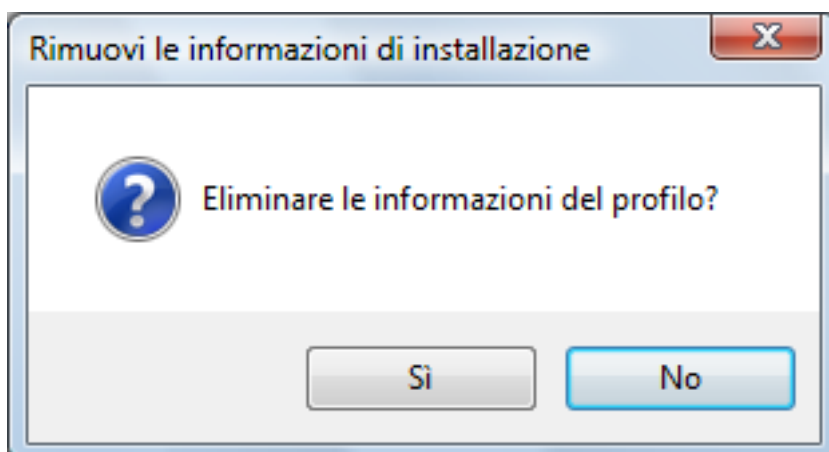 Rimuovi le informazioni di installazione
Eliminare le informazioni del profilo?
Sì
No